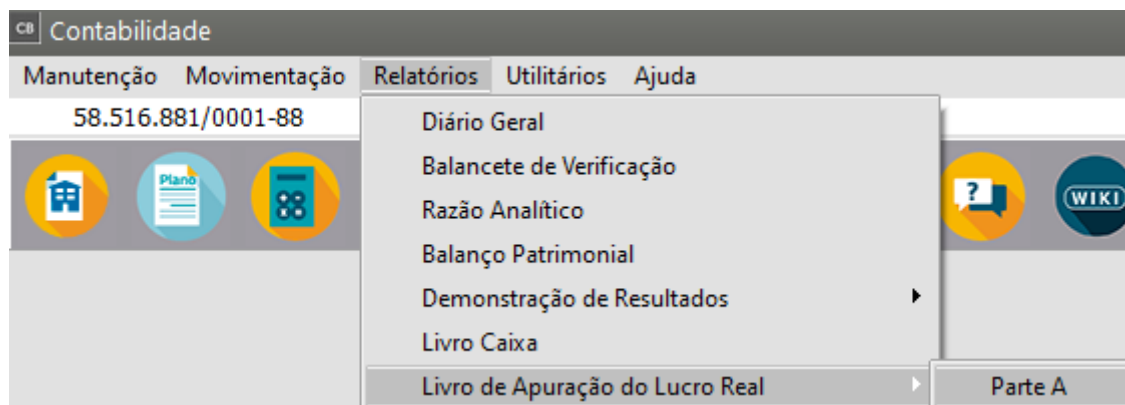 CB Contabilidade
Manutenção Movimentação Relatórios Utilitários Ajuda
58.516.881/0001-88
Diário Geral
Balancete de Verificação
Plano
? WIKI
Razão Analítico
Balanço Patrimonial
Demonstração de Resultados
Livro Caixa
Livro de Apuração do Lucro Real Parte A